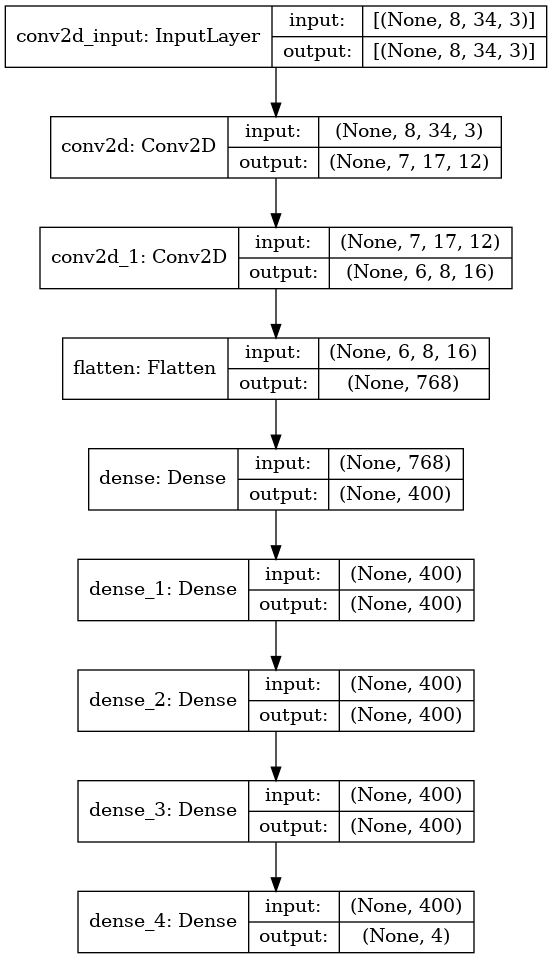 conv2d_input: InputLayer
input: [(None, 8, 34, 3)]
output: [(None, 8, 34, 3)]
conv2d: Conv2D
input: (None, 8, 34, 3)
output: (None, 7, 17, 12)
conv2d_1: Conv2D
input: (None, 7, 17, 12)
output: (None, 6, 8, 16)
flatten: Flatten
input: (None, 6, 8, 16)
output: (None, 768)
dense: Dense
input: (None, 768)
output: (None, 400)
dense_1: Dense
input: (None, 400)
output: (None, 400)
dense_2: Dense
input: (None, 400)
output: (None, 400)
dense_3: Dense
input: (None, 400)
output: (None, 400)
dense_4: Dense
input: (None, 400)
output: (None, 4)